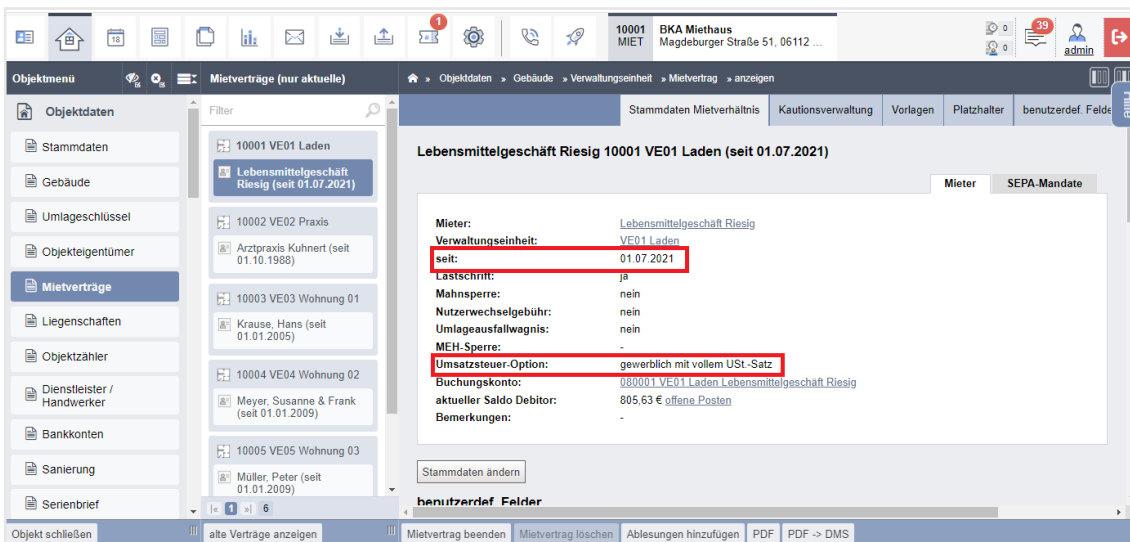 18
1
10001
MIET
BKA Miethaus
Magdeburger Straße 51, 06112 ...
0
0
39
admin
Objektmenü
Mietverträge (nur aktuelle)
» Objektdaten » Gebäude » Verwaltungseinheit » Mietvertrag » anzeigen
Objektdaten
Stammdaten
Gebäude
Umlageschlüssel
Objekteigentümer
Mietverträge
Liegenschaften
Objektzähler
Dienstleister /
Handwerker
Bankkonten
Sanierung
Serienbrief
Filter
10001 VE01 Laden
Lebensmittelgeschäft
Riesig (seit 01.07.2021)
10002 VE02 Praxis
Arztpraxis Kuhnert (seit
01.10.1988)
10003 VE03 Wohnung 01
Krause, Hans (seit
01.01.2005)
10004 VE04 Wohnung 02
Meyer, Susanne & Frank
(seit 01.01.2009)
10005 VE05 Wohnung 03
Müller, Peter (seit
01.01.2009)
1 6
Stammdaten Mietverhältnis Kautionsverwaltung Vorlagen Platzhalter benutzerdef. Felde
Lebensmittelgeschäft Riesig 10001 VE01 Laden (seit 01.07.2021)
Mieter SEPA-Mandate
Mieter: Lebensmittelgeschäft Riesig
Verwaltungseinheit: VE01 Laden
seit: 01.07.2021
Lastschrift: ja
Mahnsperre: nein
Nutzerwechselgebühr: nein
Umlageausfallwagnis: nein
MEH-Sperre: -
Umsatzsteuer-Option: gewerblich mit vollem USt.-Satz
Buchungskonto: 080001 VE01 Laden Lebensmittelgeschäft Riesig
aktueller Saldo Debitor: 805,63 € offene Posten
Bemerkungen: -
Stammdaten ändern
benutzerdef. Felder
Objekt schließen
alte Verträge anzeigen
Mietvertrag beenden Mietvertrag löschen Ablesungen hinzufügen PDF PDF -> DMS